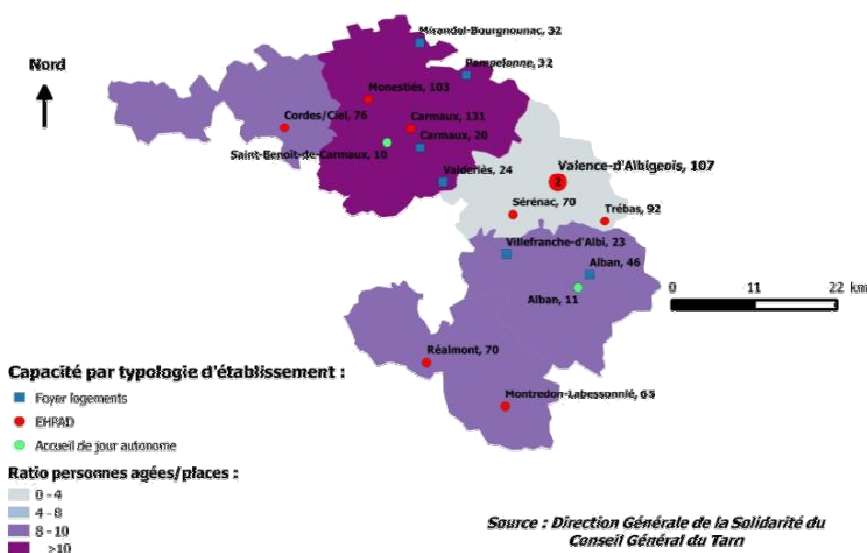 Mirandol-Bourgnounac, 32
Nord
Pampelonne, 32
Monestiés, 103
Cordes/Ciel, 76
Carmaux, 131
Carmaux, 20
Saint-Benoit-de-Carmaux, 10
Valence-d'Albigeois, 107
2
Valderiès, 24
Sérénac, 70
Trébas, 92
Villefranche-d'Albi, 23
Alban, 46
0 11 22 km
Alban, 11
Réalmont, 70
Capacité par typologie d'établissement :
Montredon-Labessonnié, 65
Foyer logements
EHPAD
Accueil de jour autonome
Ratio personnes agées/places :
0 - 4
4 - 8
8 - 10
>10
Source : Direction Générale de la Solidarité du
Conseil Général du Tarn